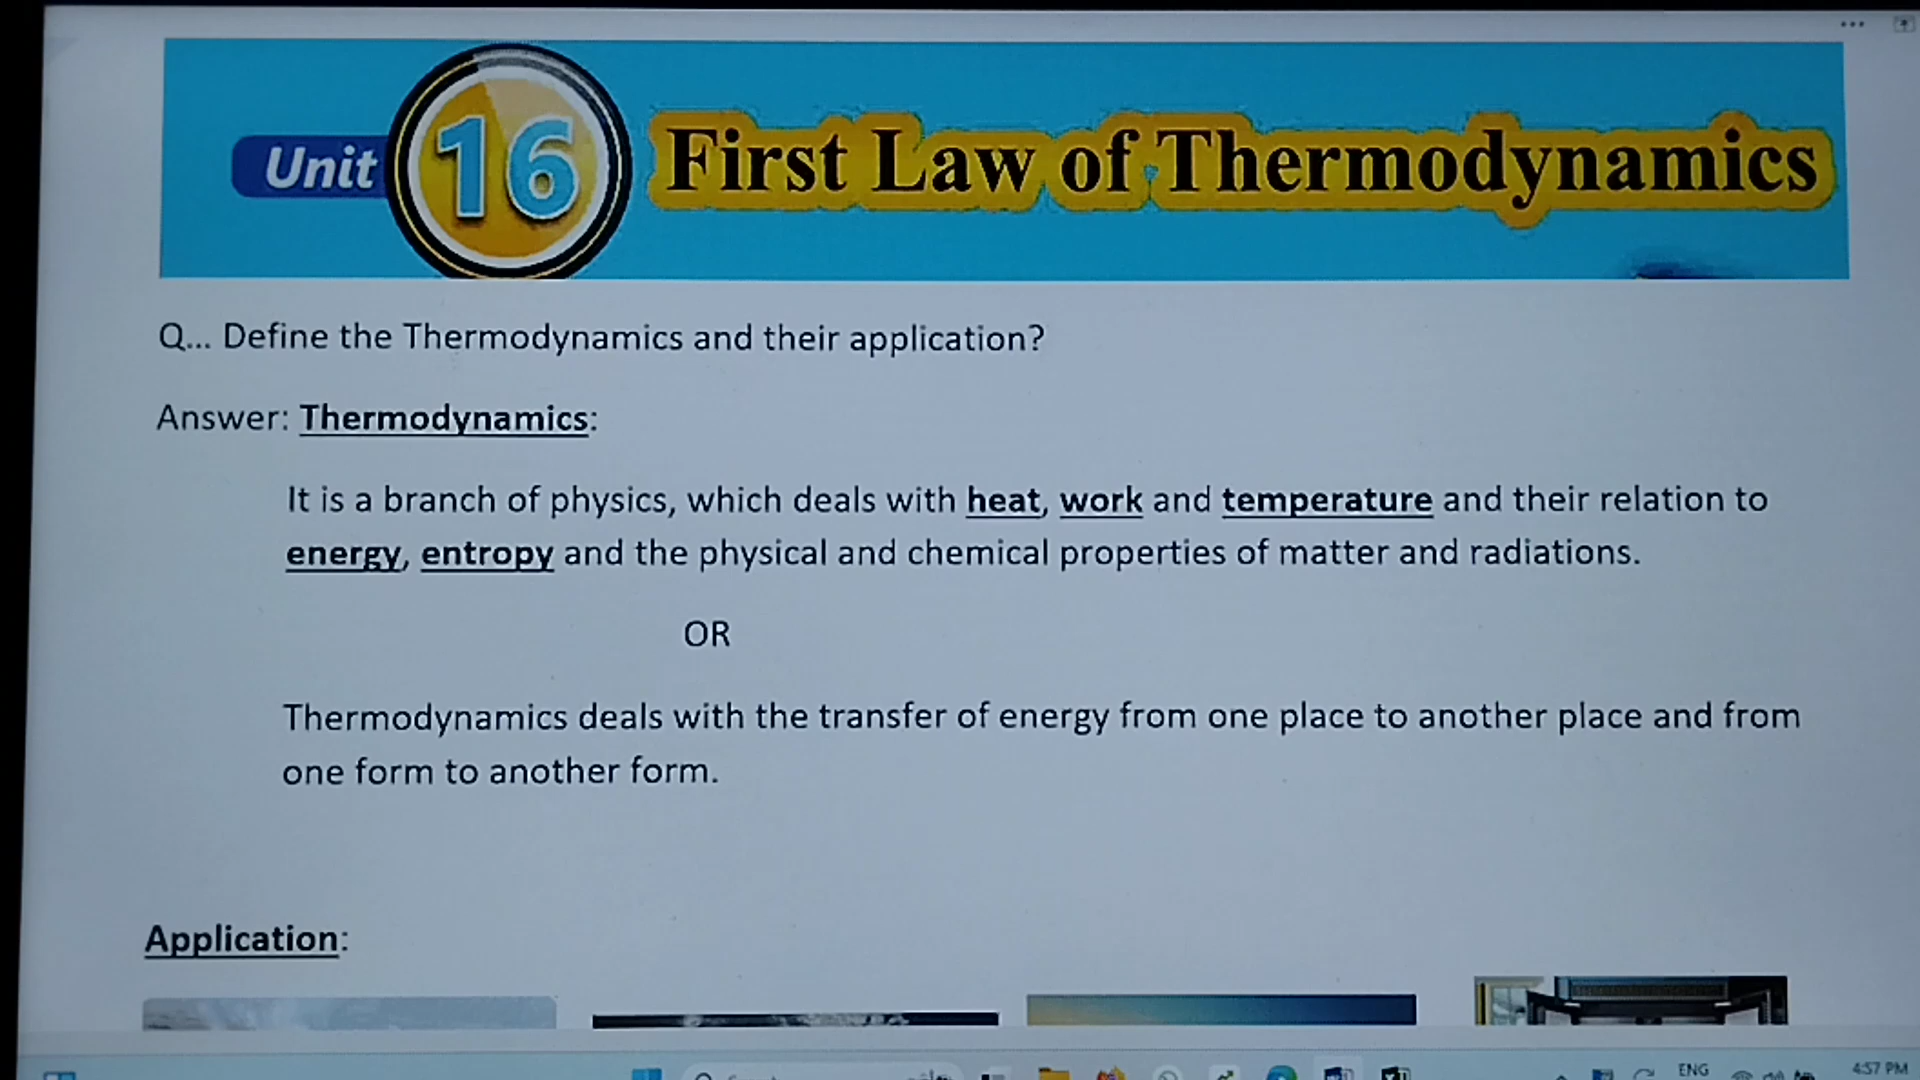 Unit 16 First Law of Thermodynamics
Q... Define the Thermodynamics and their application?
Answer: Thermodynamics:
It is a branch of physics, which deals with heat, work and temperature and their relation to
energy, entropy and the physical and chemical properties of matter and radiations.
OR
Thermodynamics deals with the transfer of energy from one place to another place and from
one form to another form.
Application:
ENG
4:57 PM